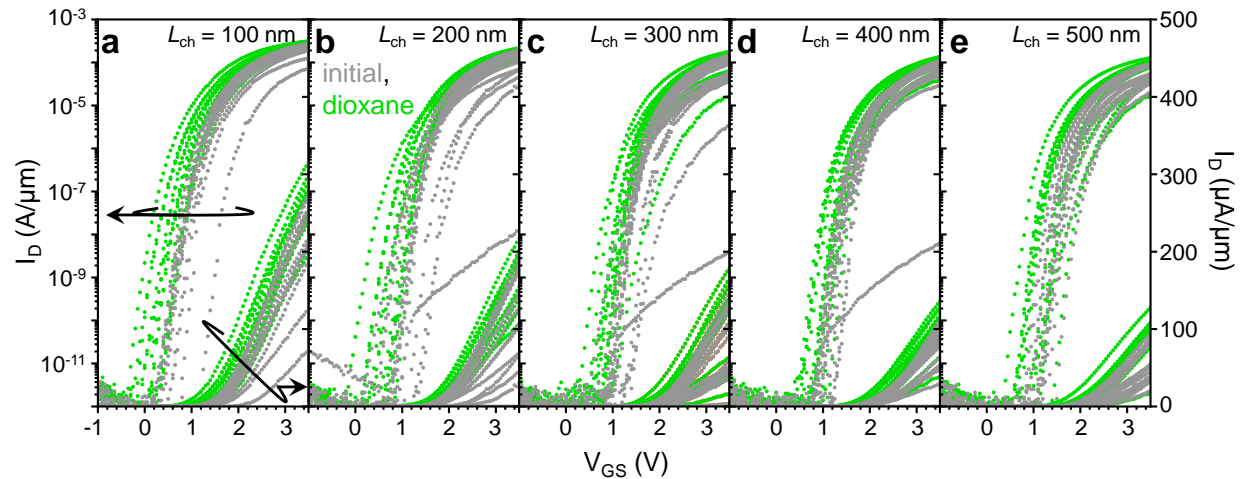 10⁻³
10⁻⁵
10⁻⁷
10⁻⁹
10⁻¹¹
I_D (A/µm)
a
L_ch = 100 nm
b
L_ch = 200 nm
initial,
dioxane
c
L_ch = 300 nm
d
L_ch = 400 nm
e
L_ch = 500 nm
500
400
300
200
100
0
I_D (µA/µm)
-1 0 1 2 3 0 1 2 3 0 1 2 3 0 1 2 3 0 1 2 3
V_GS (V)